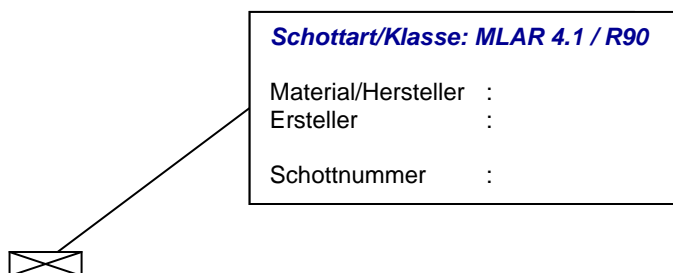 Schottart/Klasse: MLAR 4.1 / R90
Material/Hersteller :
Ersteller :
Schottnummer :